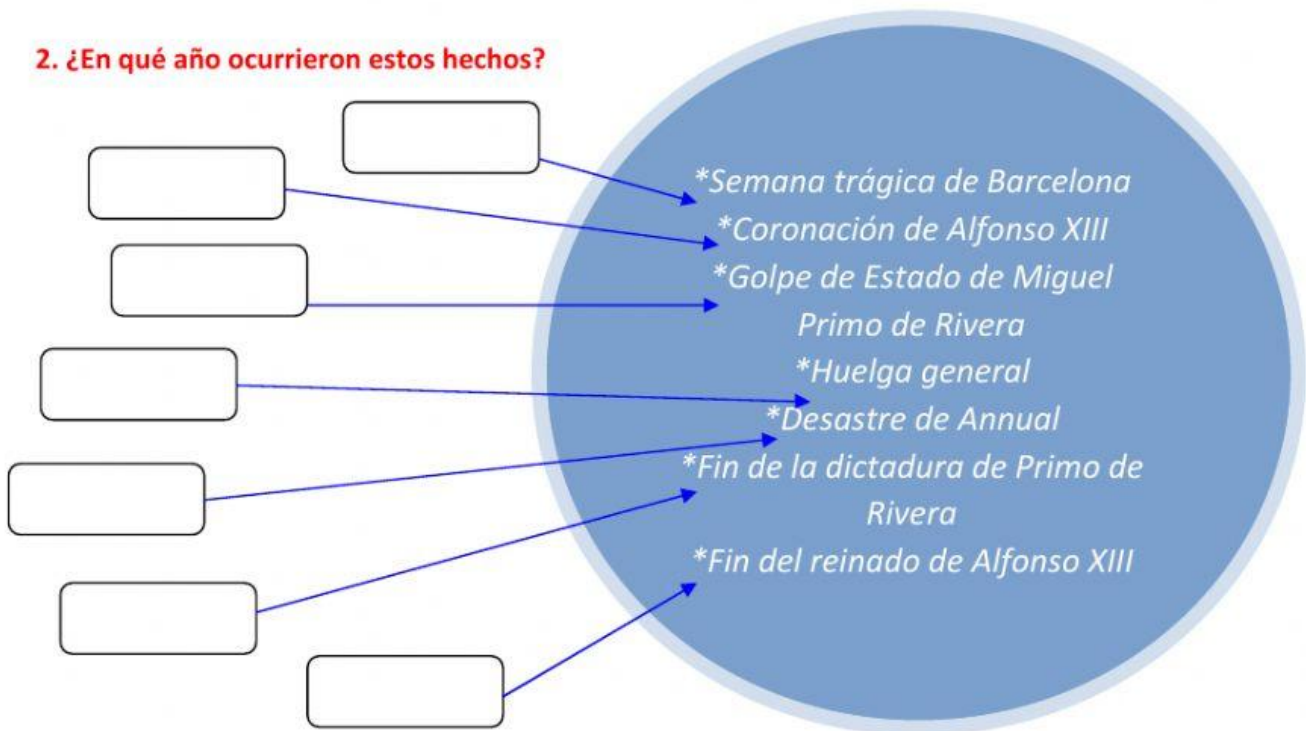 2. ¿En qué año ocurrieron estos hechos?
*Semana trágica de Barcelona
*Coronación de Alfonso XIII
*Golpe de Estado de Miguel
Primo de Rivera
*Huelga general
*Desastre de Annual
*Fin de la dictadura de Primo de
Rivera
*Fin del reinado de Alfonso XIII